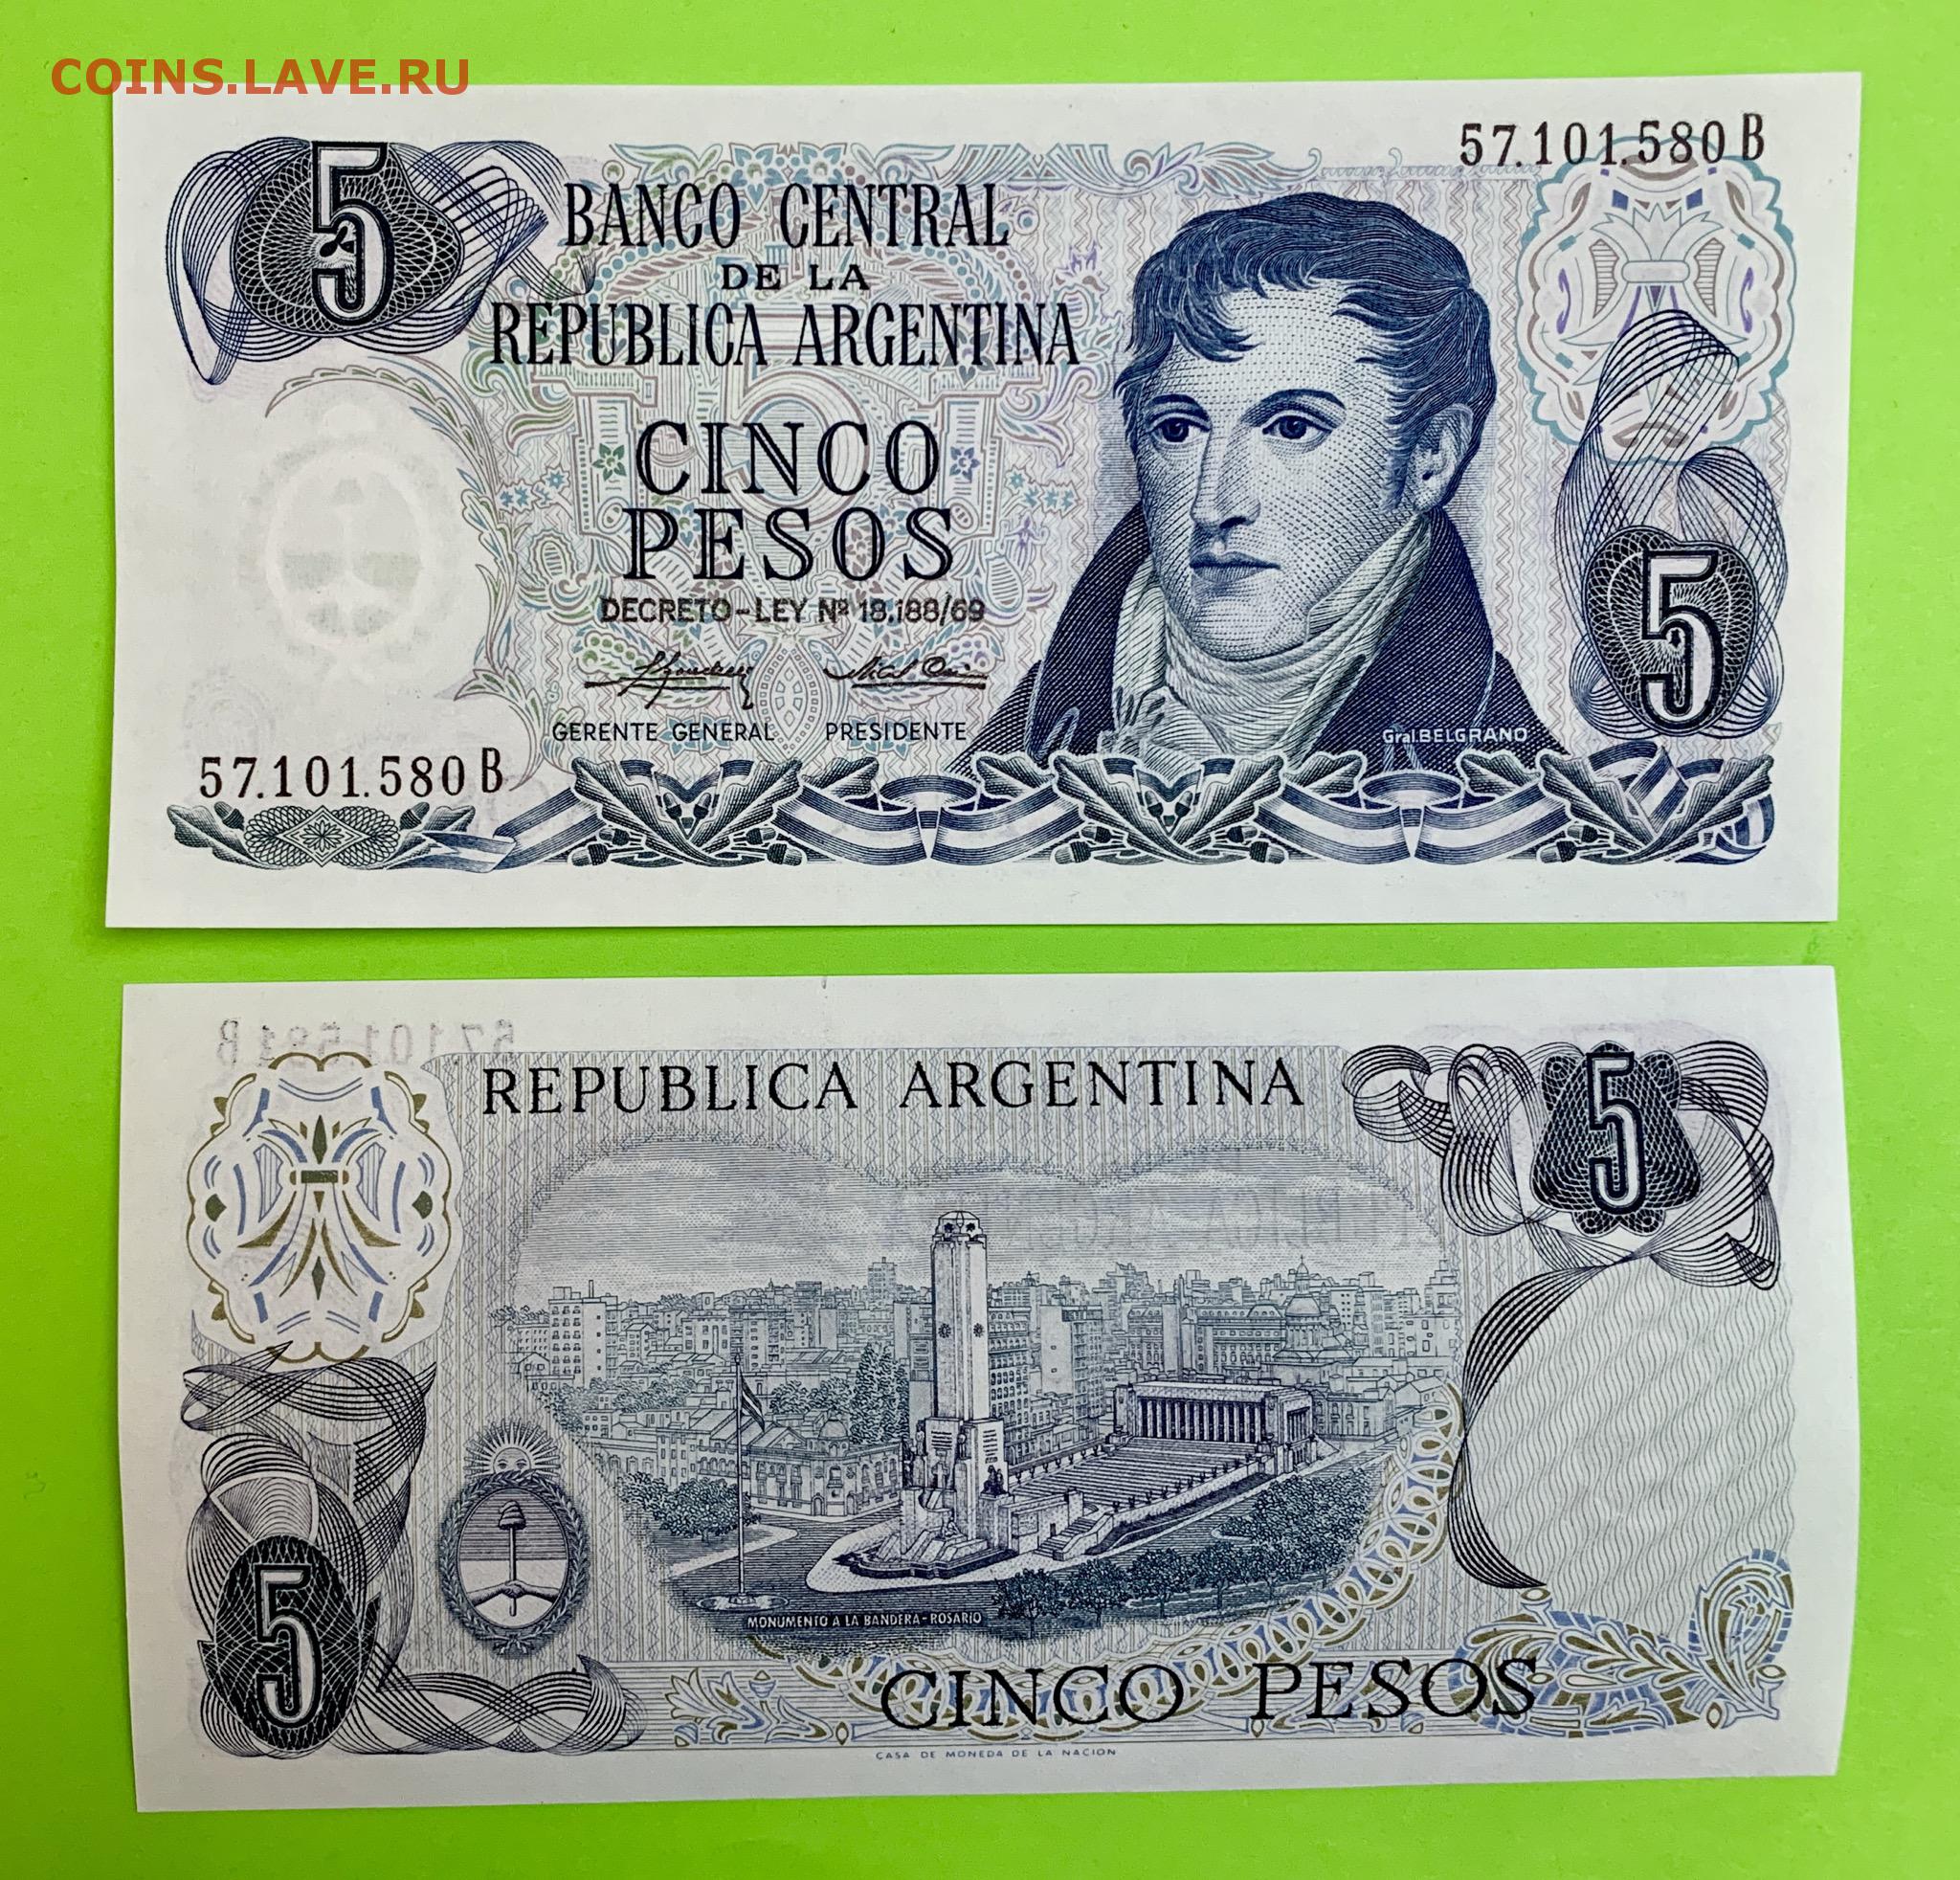 COINS.LAVE.RU
57.101.580 B
5
BANCO CENTRAL
DE LA
REPUBLICA ARGENTINA
CINCO
PESOS
DECRETO-LEY Nº 18.188/69
GERENTE GENERAL PRESIDENTE
Gral.BELGRANO
5
57.101.580 B
REPUBLICA ARGENTINA
5
MONUMENTO A LA BANDERA-ROSARIO
5
CINCO PESOS
CASA DE MONEDA DE LA NACION